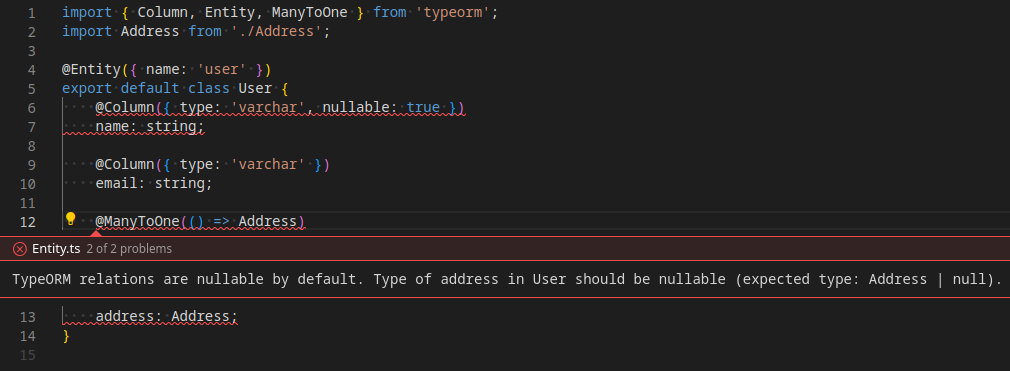 1 import { Column, Entity, ManyToOne } from 'typeorm';
2 import Address from './Address';
3
4 @Entity({ name: 'user' })
5 export default class User {
6 ····@Column({ type: 'varchar', nullable: true })
7 ····name: string;
8
9 ····@Column({ type: 'varchar' })
10 ····email: string;
11
12 @ManyToOne(() => Address)
Entity.ts 2 of 2 problems
TypeORM relations are nullable by default. Type of address in User should be nullable (expected type: Address | null).
13 ····address: Address;
14 }
15